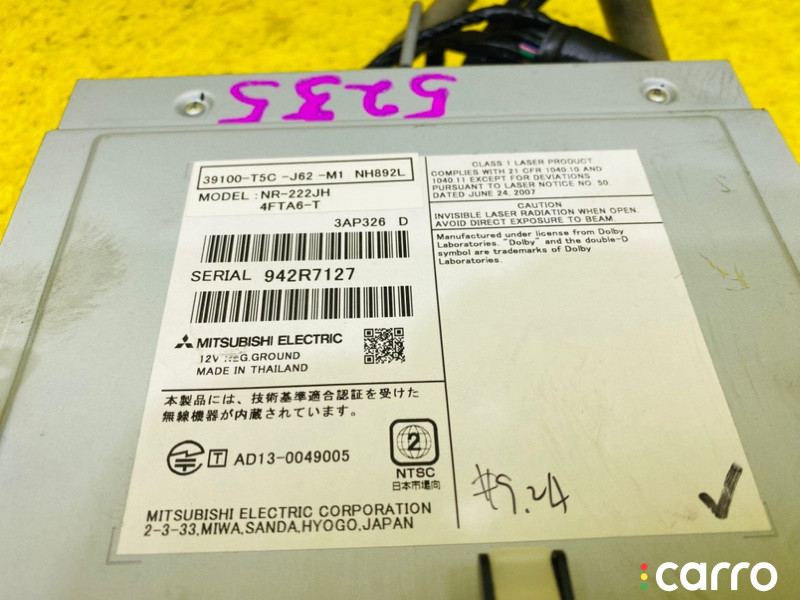 5235
39100-T5C -J62 -M1 NH892L
MODEL : NR-222JH
4FTA6-T
3AP326 D
SERIAL 942R7127
MITSUBISHI ELECTRIC
12V NEG.GROUND
MADE IN THAILAND
本製品には、技術基準適合認証を受けた
無線機器が内蔵されています。
T AD13-0049005
2
NTSC
日本市場向
MITSUBISHI ELECTRIC CORPORATION
2-3-33,MIWA,SANDA,HYOGO,JAPAN
CLASS 1 LASER PRODUCT
COMPLIES WITH 21 CFR 1040.10 AND
1040.11 EXCEPT FOR DEVIATIONS
PURSUANT TO LASER NOTICE NO. 50,
DATED JUNE 24, 2007
CAUTION
INVISIBLE LASER RADIATION WHEN OPEN.
AVOID DIRECT EXPOSURE TO BEAM.
Manufactured under license from Dolby
Laboratories. "Dolby" and the double-D
symbol are trademarks of Dolby
Laboratories.
#9.24
carro